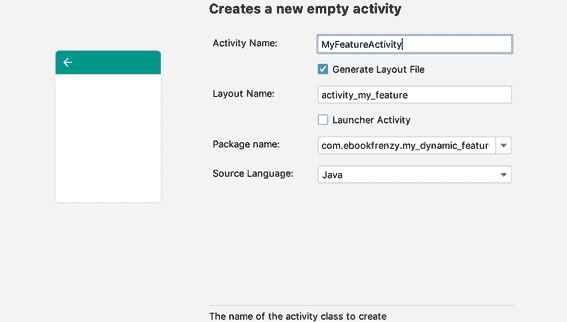 Creates a new empty activity
Activity Name:
MyFeatureActivity
Generate Layout File
Layout Name:
activity_my_feature
Launcher Activity
Package name:
com.ebookfrenzy.my_dynamic_featur
Source Language:
Java
The name of the activity class to create